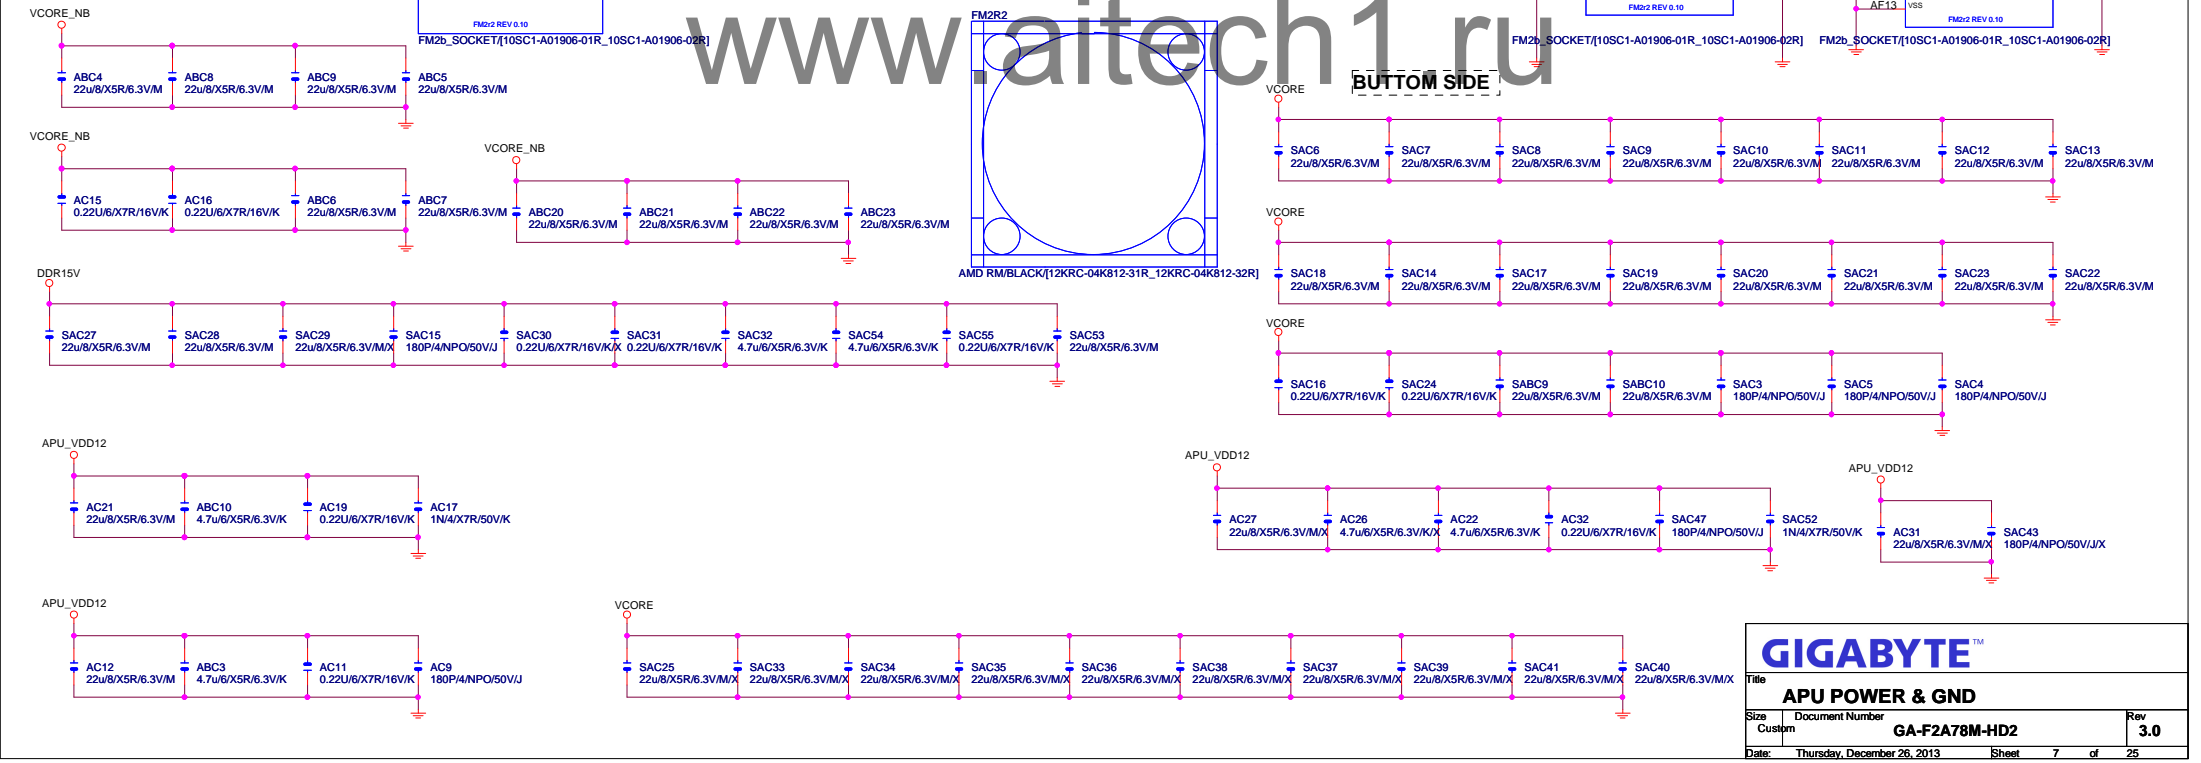 www.aitech1.ru
VCORE_NB
FM2r2 REV 0.10
FM2b_SOCKET/[10SC1-A01906-01R_10SC1-A01906-02R]
FM2R2
FM2r2 REV 0.10
FM2b_SOCKET/[10SC1-A01906-01R_10SC1-A01906-02R]
AF13
VSS
FM2r2 REV 0.10
FM2b_SOCKET/[10SC1-A01906-01R_10SC1-A01906-02R]
ABC4
22u/8/X5R/6.3V/M
ABC8
22u/8/X5R/6.3V/M
ABC9
22u/8/X5R/6.3V/M
ABC5
22u/8/X5R/6.3V/M
VCORE_NB
AC15
0.22U/6/X7R/16V/K
AC16
0.22U/6/X7R/16V/K
ABC6
22u/8/X5R/6.3V/M
ABC7
22u/8/X5R/6.3V/M
VCORE_NB
ABC20
22u/8/X5R/6.3V/M
ABC21
22u/8/X5R/6.3V/M
ABC22
22u/8/X5R/6.3V/M
ABC23
22u/8/X5R/6.3V/M
AMD RM/BLACK/[12KRC-04K812-31R_12KRC-04K812-32R]
BUTTOM SIDE
VCORE
SAC6
22u/8/X5R/6.3V/M
SAC7
22u/8/X5R/6.3V/M
SAC8
22u/8/X5R/6.3V/M
SAC9
22u/8/X5R/6.3V/M
SAC10
22u/8/X5R/6.3V/M
SAC11
22u/8/X5R/6.3V/M
SAC12
22u/8/X5R/6.3V/M
SAC13
22u/8/X5R/6.3V/M
VCORE
SAC18
22u/8/X5R/6.3V/M
SAC14
22u/8/X5R/6.3V/M
SAC17
22u/8/X5R/6.3V/M
SAC19
22u/8/X5R/6.3V/M
SAC20
22u/8/X5R/6.3V/M
SAC21
22u/8/X5R/6.3V/M
SAC23
22u/8/X5R/6.3V/M
SAC22
22u/8/X5R/6.3V/M
DDR15V
SAC27
22u/8/X5R/6.3V/M
SAC28
22u/8/X5R/6.3V/M
SAC29
22u/8/X5R/6.3V/M/X
SAC15
180P/4/NPO/50V/J
SAC30
0.22U/6/X7R/16V/K/X
SAC31
0.22U/6/X7R/16V/K
SAC32
4.7u/6/X5R/6.3V/K
SAC54
4.7u/6/X5R/6.3V/K
SAC55
0.22U/6/X7R/16V/K
SAC53
22u/8/X5R/6.3V/M
VCORE
SAC16
0.22U/6/X7R/16V/K
SAC24
0.22U/6/X7R/16V/K
SABC9
22u/8/X5R/6.3V/M
SABC10
22u/8/X5R/6.3V/M
SAC3
180P/4/NPO/50V/J
SAC5
180P/4/NPO/50V/J
SAC4
180P/4/NPO/50V/J
APU_VDD12
AC21
22u/8/X5R/6.3V/M
ABC10
4.7u/6/X5R/6.3V/K
AC19
0.22U/6/X7R/16V/K
AC17
1N/4/X7R/50V/K
APU_VDD12
AC27
22u/8/X5R/6.3V/M/X
AC26
4.7u/6/X5R/6.3V/K/X
AC22
4.7u/6/X5R/6.3V/K
AC32
0.22U/6/X7R/16V/K
SAC47
180P/4/NPO/50V/J
SAC52
1N/4/X7R/50V/K
APU_VDD12
AC31
22u/8/X5R/6.3V/M/X
SAC43
180P/4/NPO/50V/J/X
APU_VDD12
AC12
22u/8/X5R/6.3V/M
ABC3
4.7u/6/X5R/6.3V/K
AC11
0.22U/6/X7R/16V/K
AC9
180P/4/NPO/50V/J
VCORE
SAC25
22u/8/X5R/6.3V/M/X
SAC33
22u/8/X5R/6.3V/M/X
SAC34
22u/8/X5R/6.3V/M/X
SAC35
22u/8/X5R/6.3V/M/X
SAC36
22u/8/X5R/6.3V/M/X
SAC38
22u/8/X5R/6.3V/M/X
SAC37
22u/8/X5R/6.3V/M/X
SAC39
22u/8/X5R/6.3V/M/X
SAC41
22u/8/X5R/6.3V/M/X
SAC40
22u/8/X5R/6.3V/M/X
GIGABYTE™
Title
APU POWER & GND
Size
Custom
Document Number
GA-F2A78M-HD2
Rev
3.0
Date: Thursday, December 26, 2013 Sheet 7 of 25